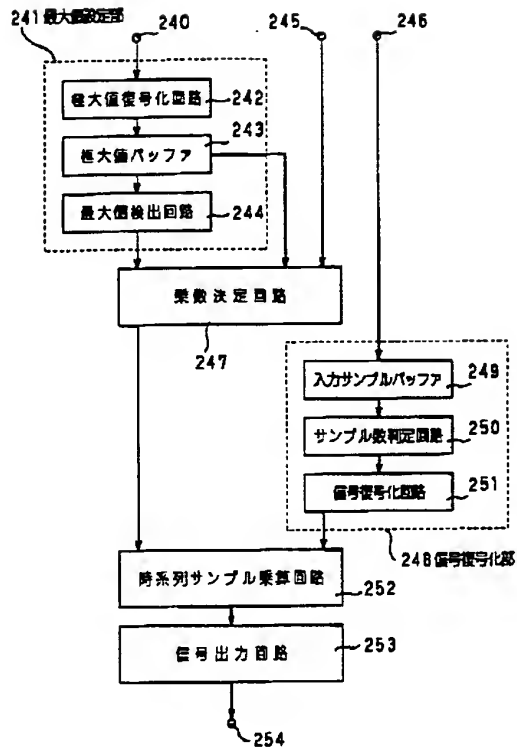 241 最大値設定部
240
245
246
極大値復号化回路
242
極大値バッファ
243
最大値検出回路
244
乗数決定回路
247
入力サンプルバッファ
249
サンプル数判定回路
250
信号復号化回路
251
248 信号復号化部
時系列サンプル乗算回路
252
信号出力回路
253
254